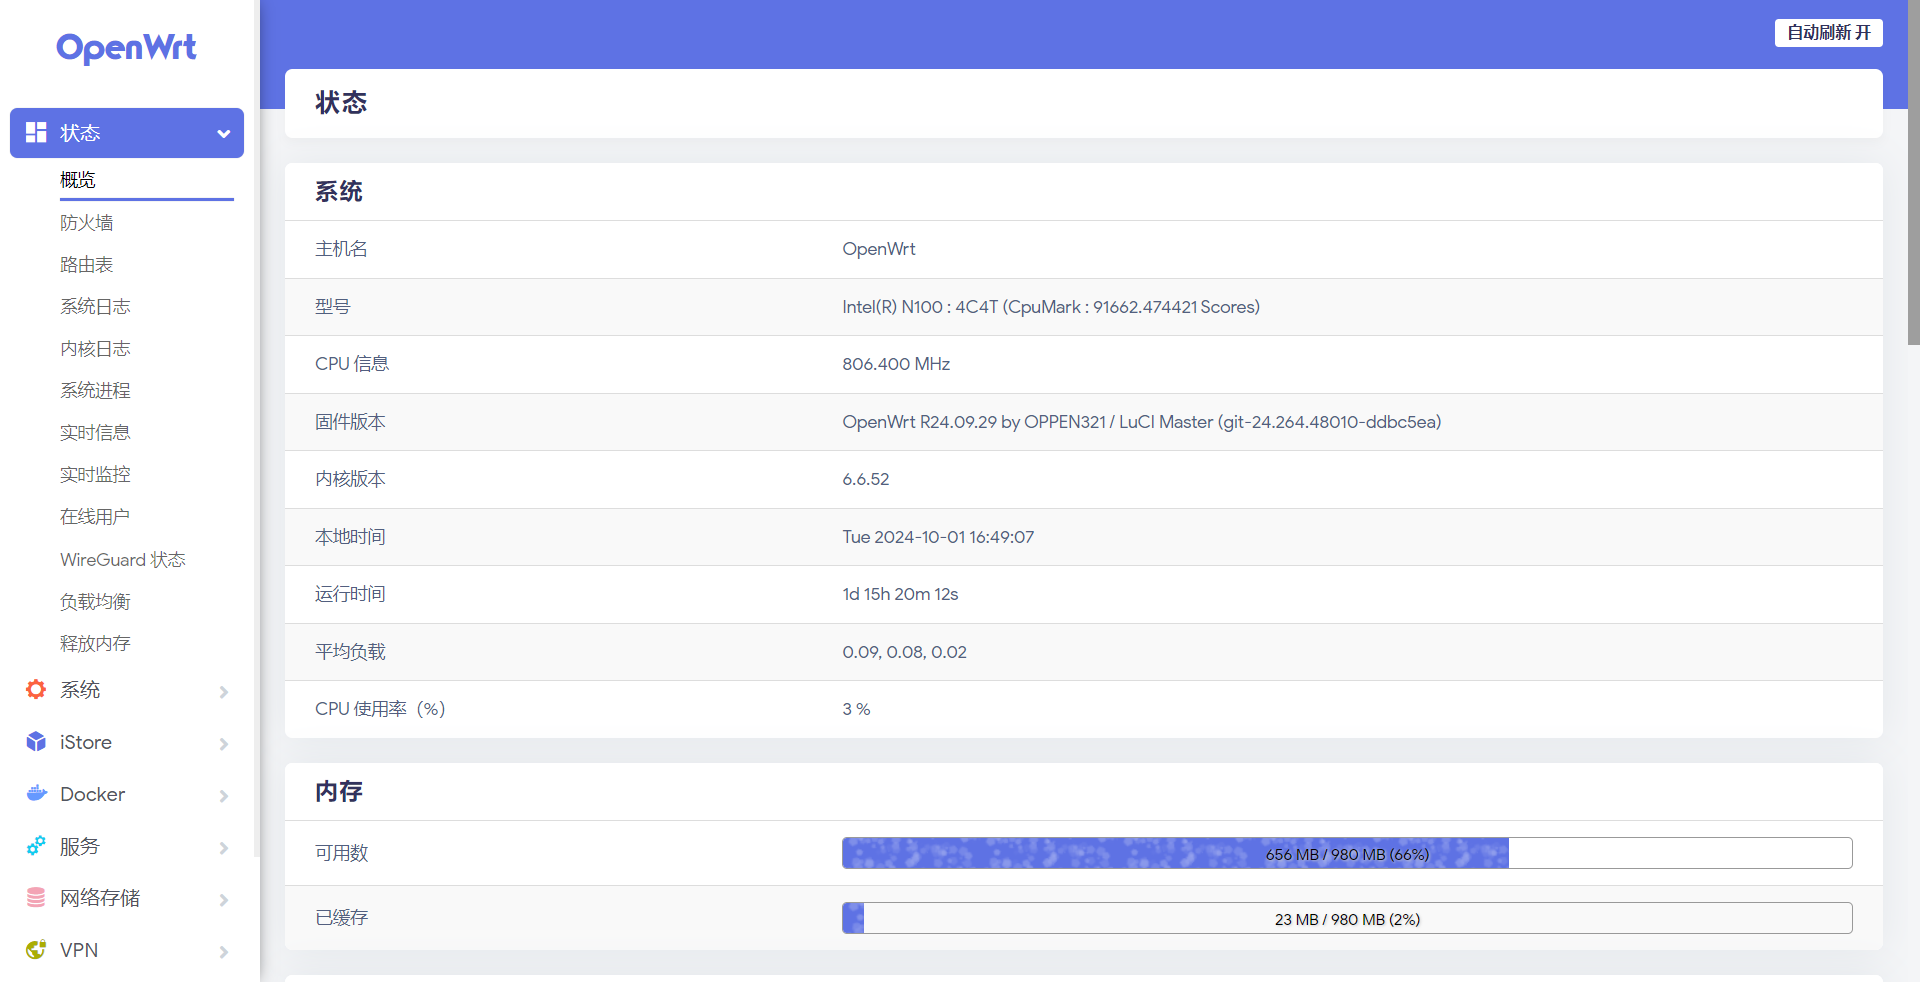 OpenWrt
状态
概览
防火墙
路由表
系统日志
内核日志
系统进程
实时信息
实时监控
在线用户
WireGuard 状态
负载均衡
释放内存
系统
iStore
Docker
服务
网络存储
VPN
自动刷新 开
状态
系统
主机名 OpenWrt
型号 Intel(R) N100 : 4C4T (CpuMark : 91662.474421 Scores)
CPU 信息 806.400 MHz
固件版本 OpenWrt R24.09.29 by OPPEN321 / LuCI Master (git-24.264.48010-ddbc5ea)
内核版本 6.6.52
本地时间 Tue 2024-10-01 16:49:07
运行时间 1d 15h 20m 12s
平均负载 0.09, 0.08, 0.02
CPU 使用率（%） 3 %
内存
可用数 656 MB / 980 MB (66%)
已缓存 23 MB / 980 MB (2%)